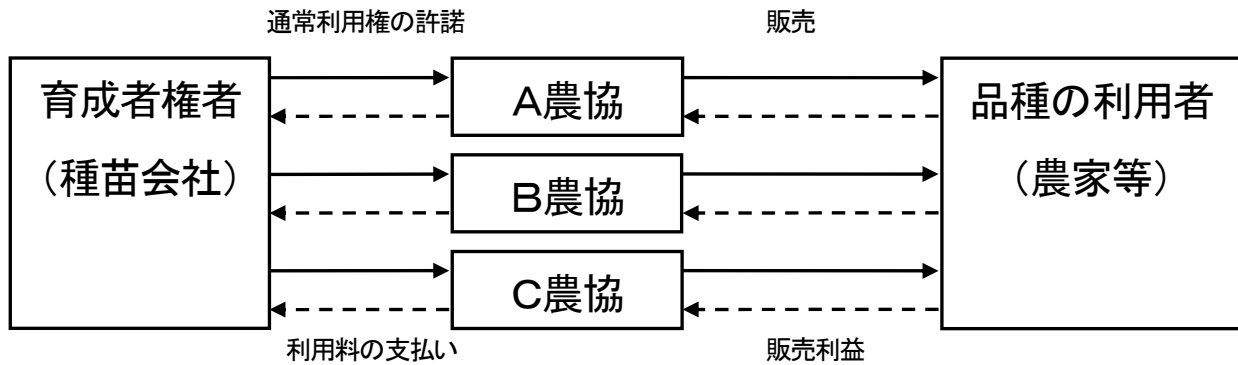 通常利用権の許諾
販売
育成者権者
（種苗会社）
A農協
B農協
C農協
品種の利用者
（農家等）
利用料の支払い
販売利益